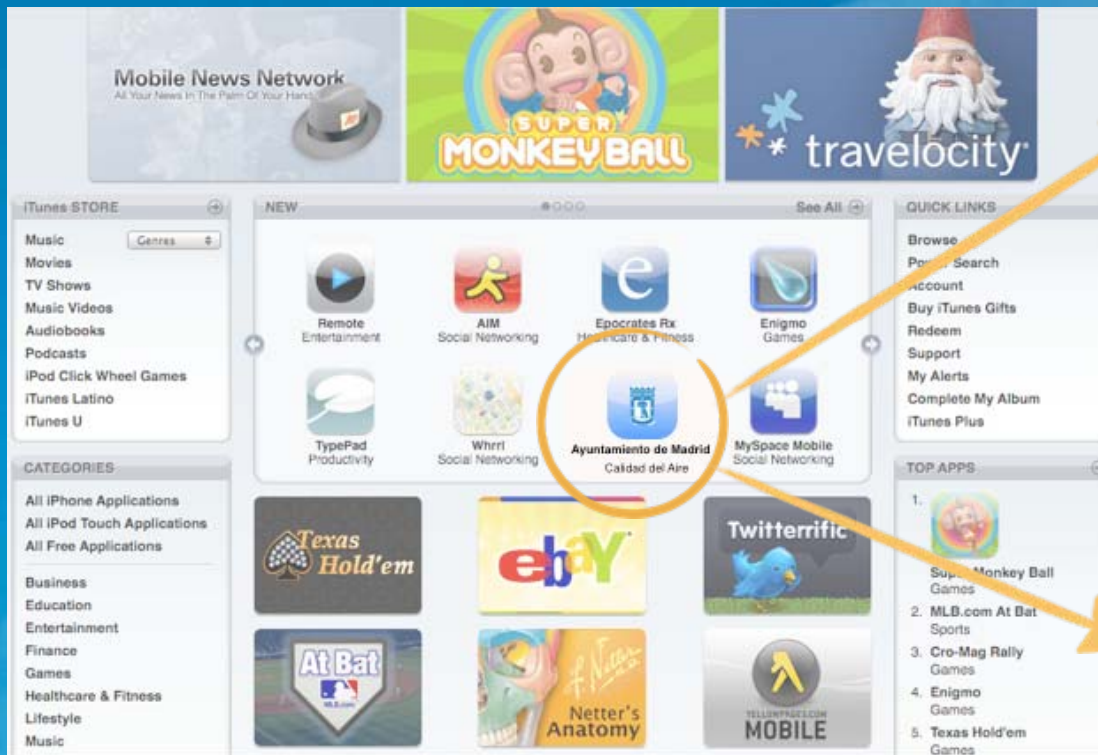 Mobile News Network
All Your News In The Palm Of Your Hand
SUPER
MONKEY BALL
travelocity
iTunes STORE
Music
Genres
Movies
TV Shows
Music Videos
Audiobooks
Podcasts
iPod Click Wheel Games
iTunes Latino
iTunes U
CATEGORIES
All iPhone Applications
All iPod Touch Applications
All Free Applications
Business
Education
Entertainment
Finance
Games
Healthcare & Fitness
Lifestyle
Music
NEW
See All
Remote
Entertainment
AIM
Social Networking
e
Epocrates Rx
Healthcare & Fitness
Enigmo
Games
TypePad
Productivity
Whrrl
Social Networking
Ayuntamiento de Madrid
Calidad del Aire
MySpace Mobile
Social Networking
Texas
Hold'em
ebaY
Twitterrific
At Bat
MLB.com
Netter's
Anatomy
YELLOWPAGES.COM
MOBILE
QUICK LINKS
Browse
Power Search
Account
Buy iTunes Gifts
Redeem
Support
My Alerts
Complete My Album
iTunes Plus
TOP APPS
1.
Super Monkey Ball
Games
2. MLB.com At Bat
Sports
3. Cro-Mag Rally
Games
4. Enigmo
Games
5. Texas Hold'em
Games